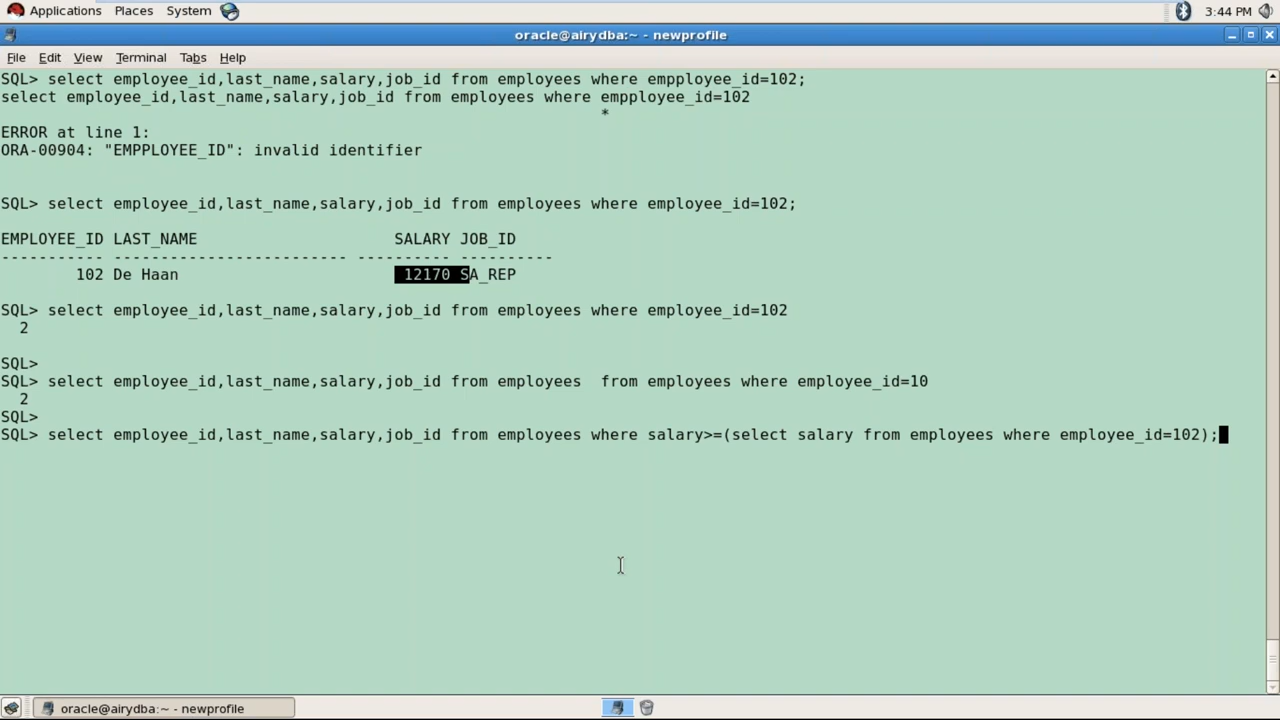 Applications Places System 3:44 PM
oracle@airydba:~ - newprofile
File Edit View Terminal Tabs Help
SQL> select employee_id,last_name,salary,job_id from employees where empployee_id=102;
select employee_id,last_name,salary,job_id from employees where empployee_id=102
*
ERROR at line 1:
ORA-00904: "EMPPLOYEE_ID": invalid identifier
SQL> select employee_id,last_name,salary,job_id from employees where employee_id=102;
EMPLOYEE_ID LAST_NAME SALARY JOB_ID
----------- ------------------------- ---------- ----------
102 De Haan 12170 SA_REP
SQL> select employee_id,last_name,salary,job_id from employees where employee_id=102
2
SQL>
SQL> select employee_id,last_name,salary,job_id from employees  from employees where employee_id=10
2
SQL>
SQL> select employee_id,last_name,salary,job_id from employees where salary>=(select salary from employees where employee_id=102);
oracle@airydba:~ - newprofile